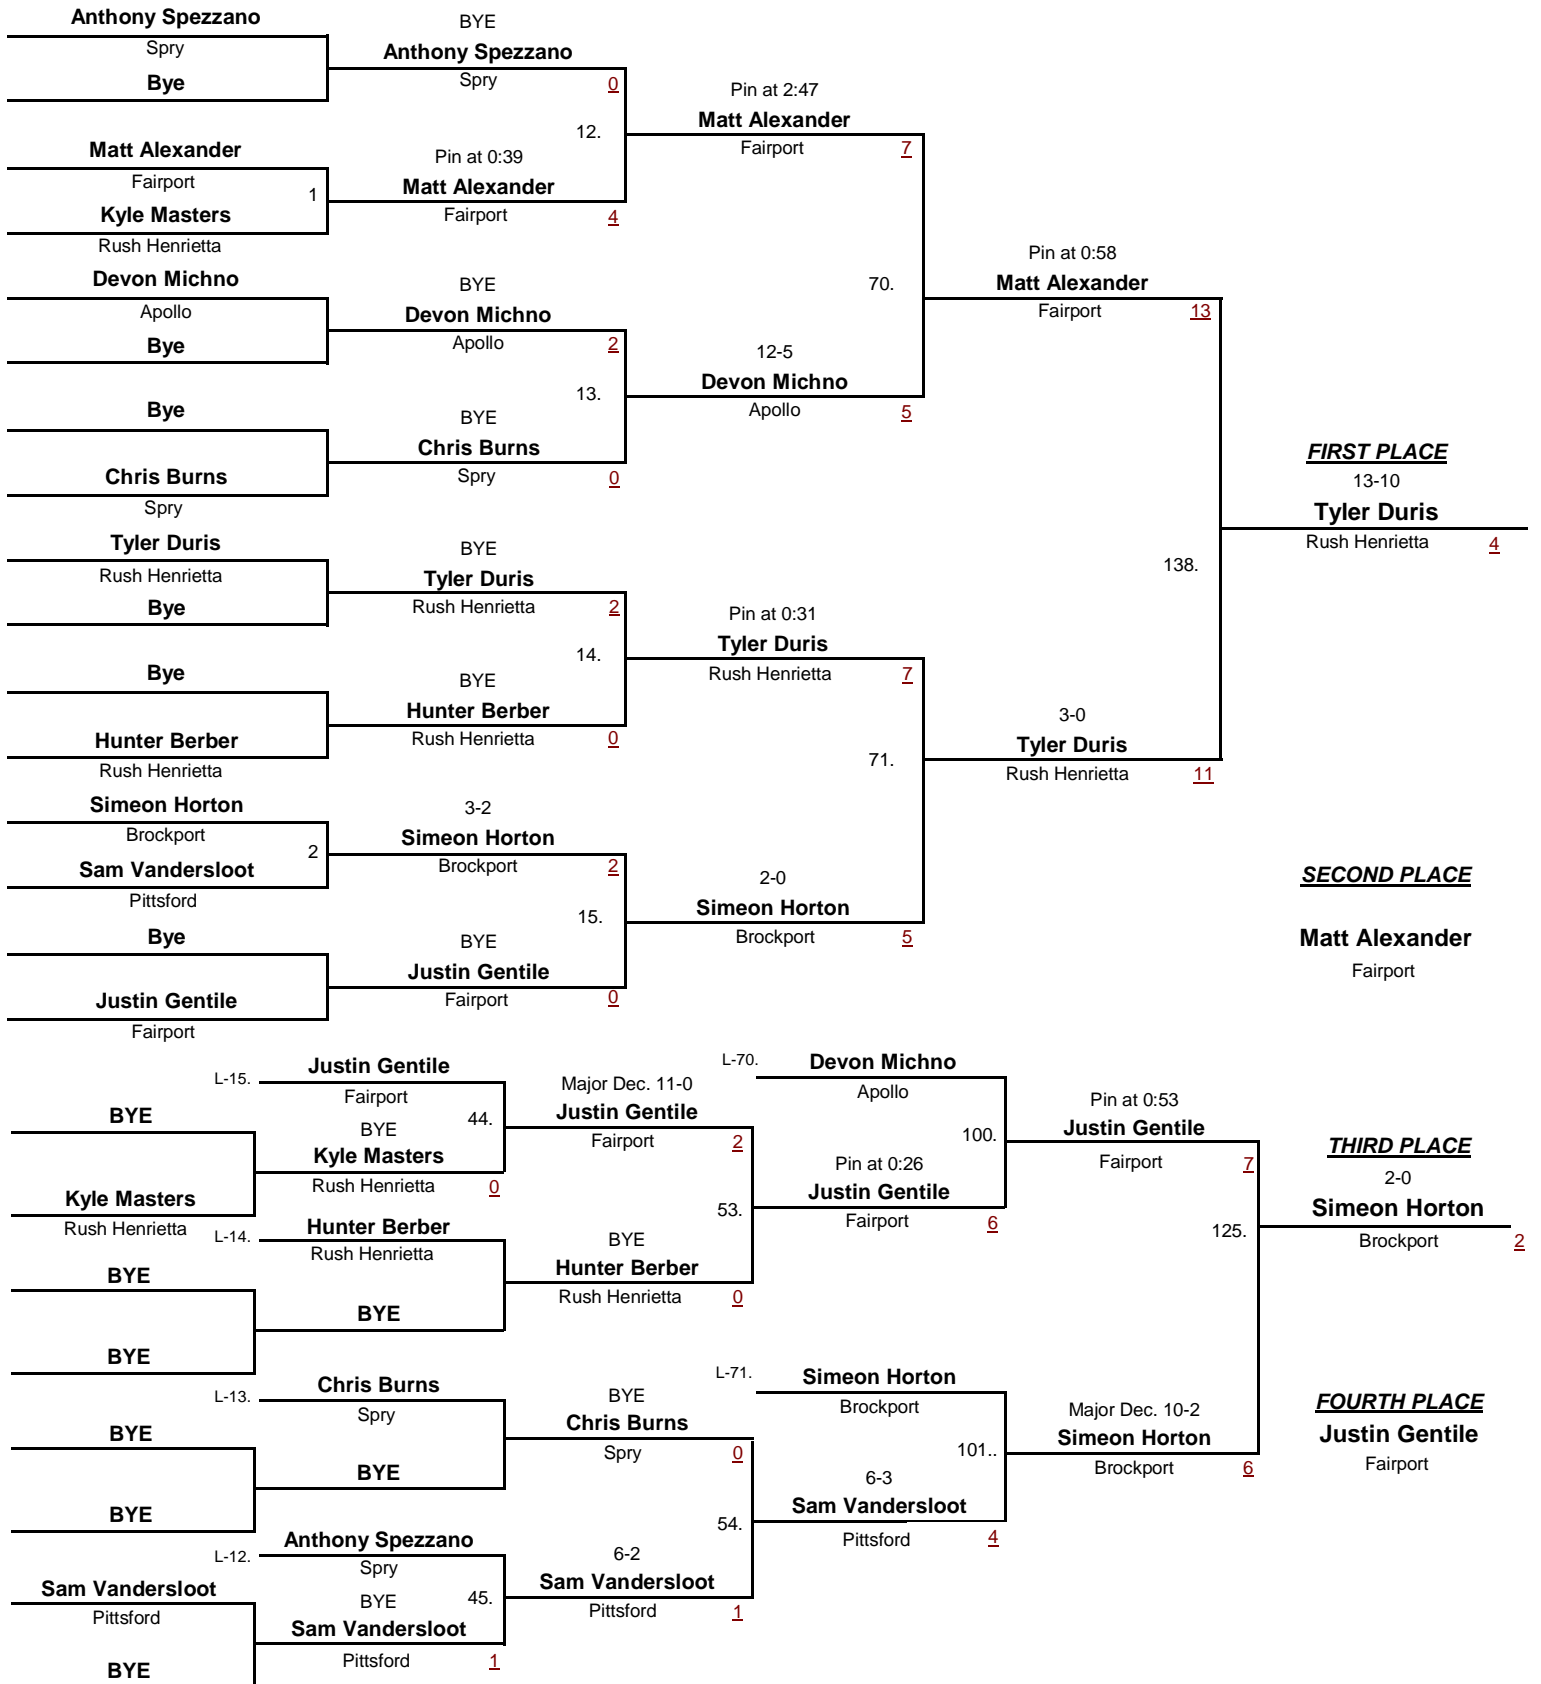 Anthony Spezzano
Spry
Bye
BYE
Anthony Spezzano
Spry
0
Matt Alexander
Fairport
1
Kyle Masters
Rush Henrietta
12.
Pin at 0:39
Matt Alexander
Fairport
4
Pin at 2:47
Matt Alexander
Fairport
7
Devon Michno
Apollo
Bye
BYE
Devon Michno
Apollo
2
Bye
Chris Burns
Spry
13.
BYE
Chris Burns
Spry
0
12-5
Devon Michno
Apollo
5
70.
Pin at 0:58
Matt Alexander
Fairport
13
Tyler Duris
Rush Henrietta
Bye
BYE
Tyler Duris
Rush Henrietta
2
Bye
Hunter Berber
Rush Henrietta
14.
BYE
Hunter Berber
Rush Henrietta
0
Pin at 0:31
Tyler Duris
Rush Henrietta
7
Simeon Horton
Brockport
2
Sam Vandersloot
Pittsford
3-2
Simeon Horton
Brockport
2
Bye
Justin Gentile
Fairport
15.
BYE
Justin Gentile
Fairport
0
2-0
Simeon Horton
Brockport
5
71.
3-0
Tyler Duris
Rush Henrietta
11
138.
FIRST PLACE
13-10
Tyler Duris
Rush Henrietta
4
SECOND PLACE
Matt Alexander
Fairport
L-15.
Justin Gentile
Fairport
BYE
Kyle Masters
Rush Henrietta
44.
BYE
Kyle Masters
Rush Henrietta
0
Major Dec. 11-0
Justin Gentile
Fairport
2
L-14.
Hunter Berber
Rush Henrietta
BYE
BYE
BYE
53.
BYE
Hunter Berber
Rush Henrietta
0
L-70.
Devon Michno
Apollo
100.
Pin at 0:26
Justin Gentile
Fairport
6
Pin at 0:53
Justin Gentile
Fairport
7
L-13.
Chris Burns
Spry
BYE
BYE
BYE
BYE
Chris Burns
Spry
0
L-12.
Anthony Spezzano
Spry
Sam Vandersloot
Pittsford
BYE
45.
BYE
Sam Vandersloot
Pittsford
1
54.
6-2
Sam Vandersloot
Pittsford
1
L-71.
Simeon Horton
Brockport
101..
6-3
Sam Vandersloot
Pittsford
4
Major Dec. 10-2
Simeon Horton
Brockport
6
125.
THIRD PLACE
2-0
Simeon Horton
Brockport
2
FOURTH PLACE
Justin Gentile
Fairport